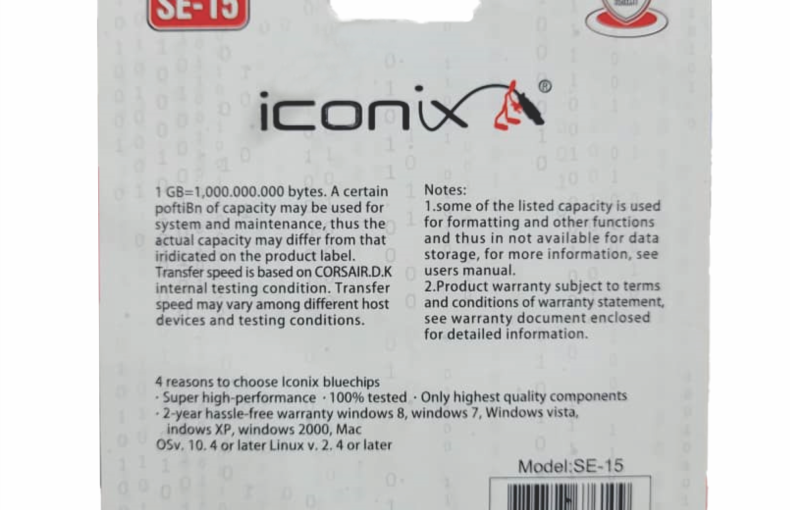 SE-15
iconix ®
1 GB=1,000.000.000 bytes. A certain
poftiBn of capacity may be used for
system and maintenance, thus the
actual capacity may differ from that
iridicated on the product label.
Transfer speed is based on CORSAIR.D.K
internal testing condition. Transfer
speed may vary among different host
devices and testing conditions.
Notes:
1.some of the listed capacity is used
for formatting and other functions
and thus in not available for data
storage, for more information, see
users manual.
2.Product warranty subject to terms
and conditions of warranty statement,
see warranty document enclosed
for detailed information.
4 reasons to choose Iconix bluechips
· Super high-performance · 100% tested · Only highest quality components
· 2-year hassle-free warranty windows 8, windows 7, Windows vista,
indows XP, windows 2000, Mac
OSv. 10. 4 or later Linux v. 2. 4 or later
Model:SE-15